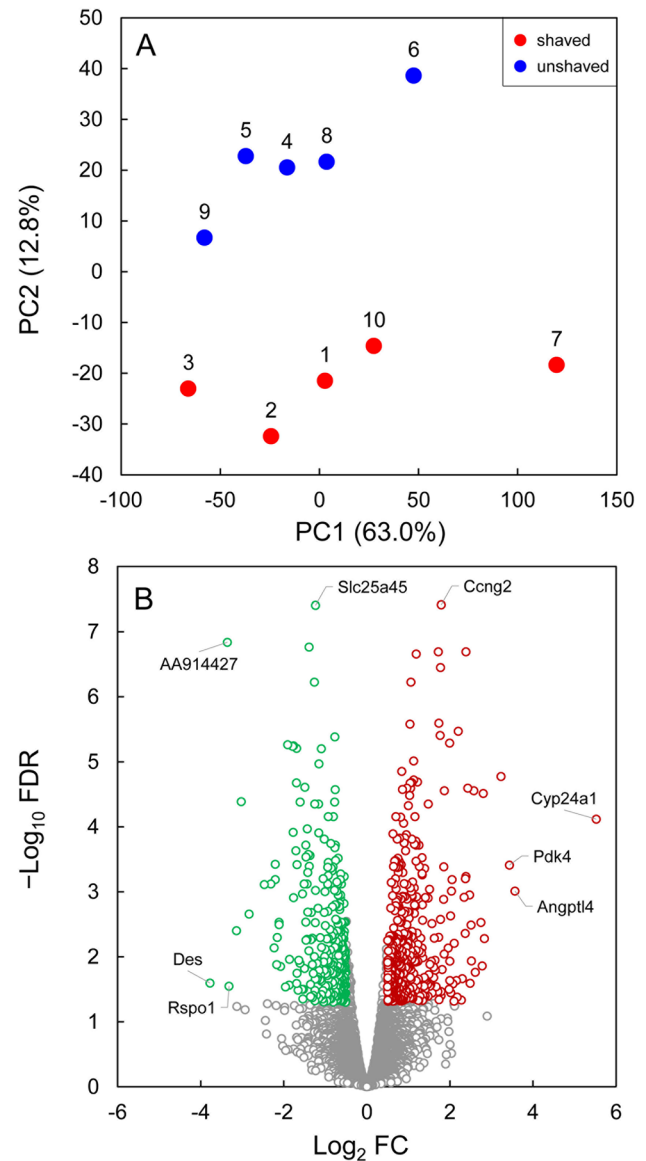 A
shaved
unshaved
50
40
30
20
10
0
-10
-20
-30
-40
6
5
4
8
9
10
7
3
1
2
-100
-50
0
50
100
150
PC2 (12.8%)
PC1 (63.0%)
B
8
7
6
5
4
3
2
1
0
Slc25a45
Ccng2
AA914427
Cyp24a1
Pdk4
Angptl4
Des
Rspo1
-6
-4
-2
0
2
4
6
−Log10 FDR
Log2 FC